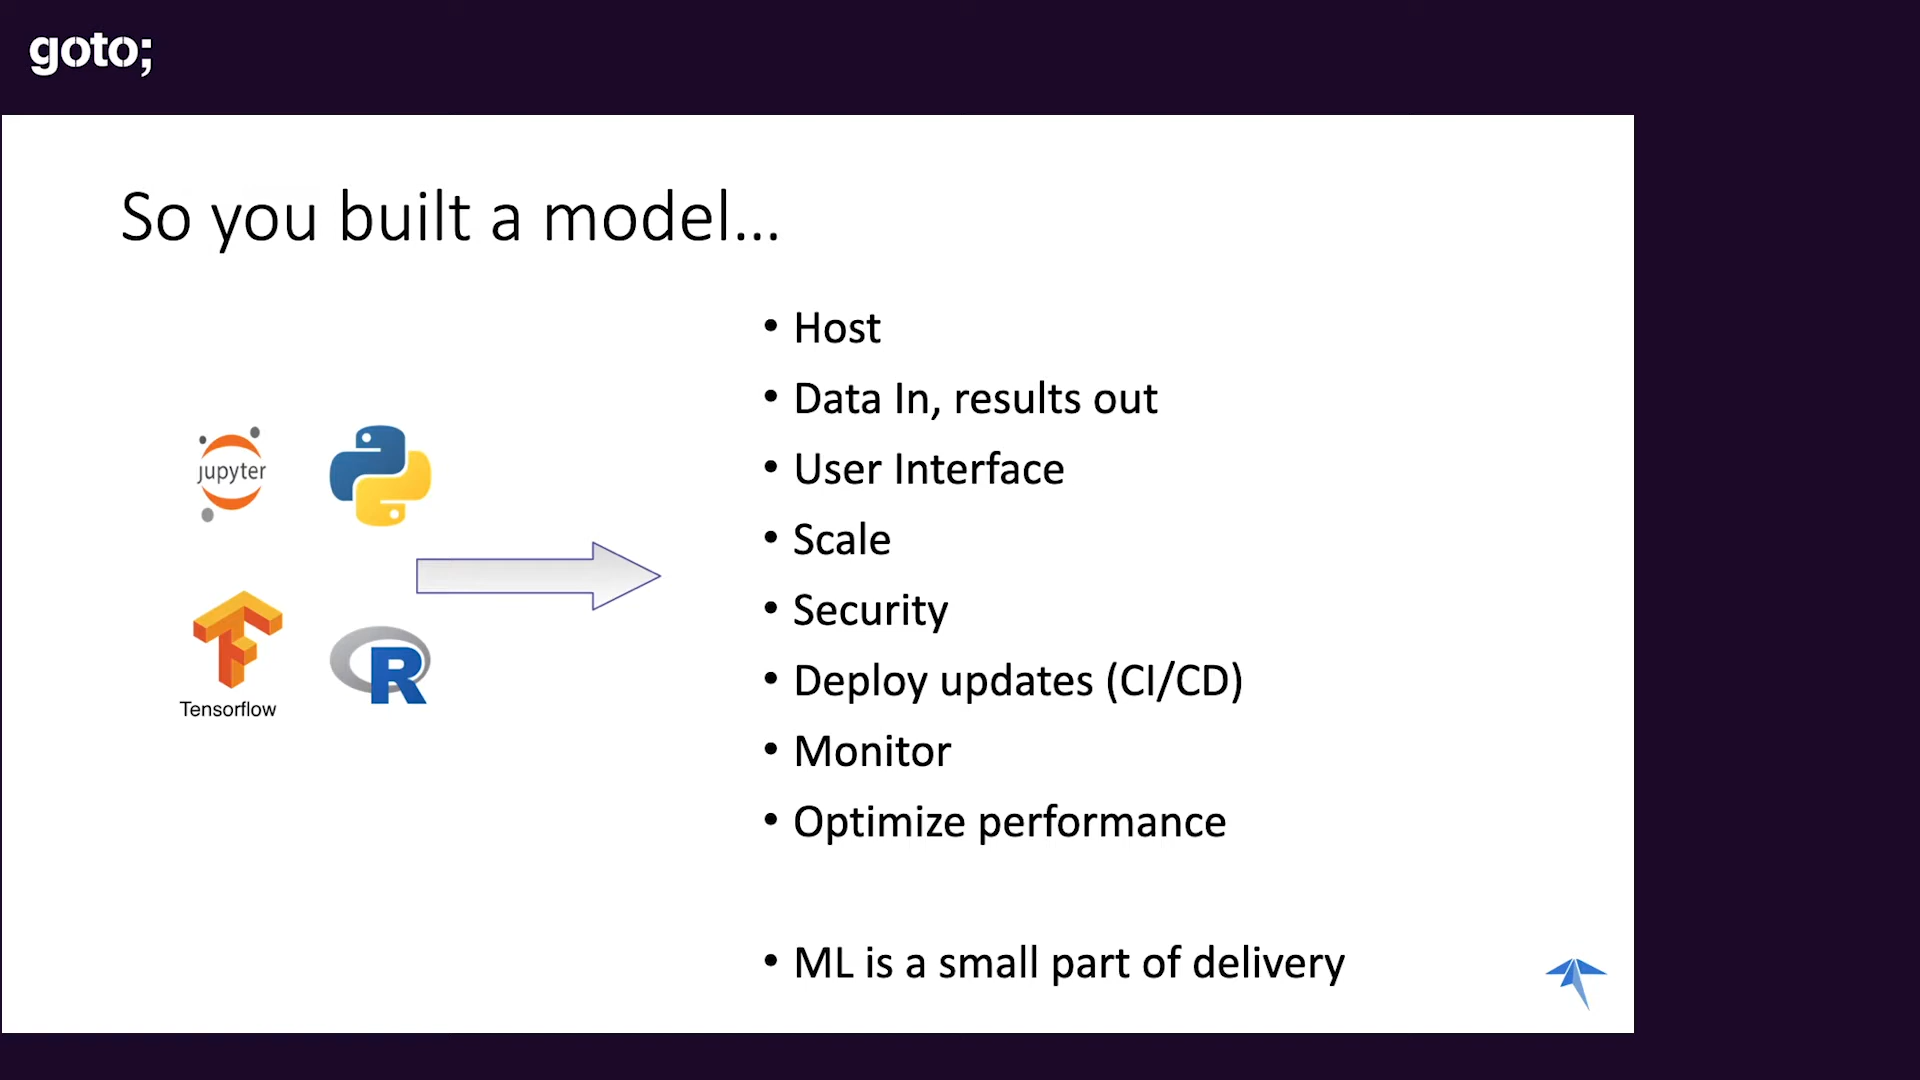 goto;
So you built a model...
jupyter
Tensorflow
R
• Host
• Data In, results out
• User Interface
• Scale
• Security
• Deploy updates (CI/CD)
• Monitor
• Optimize performance
• ML is a small part of delivery